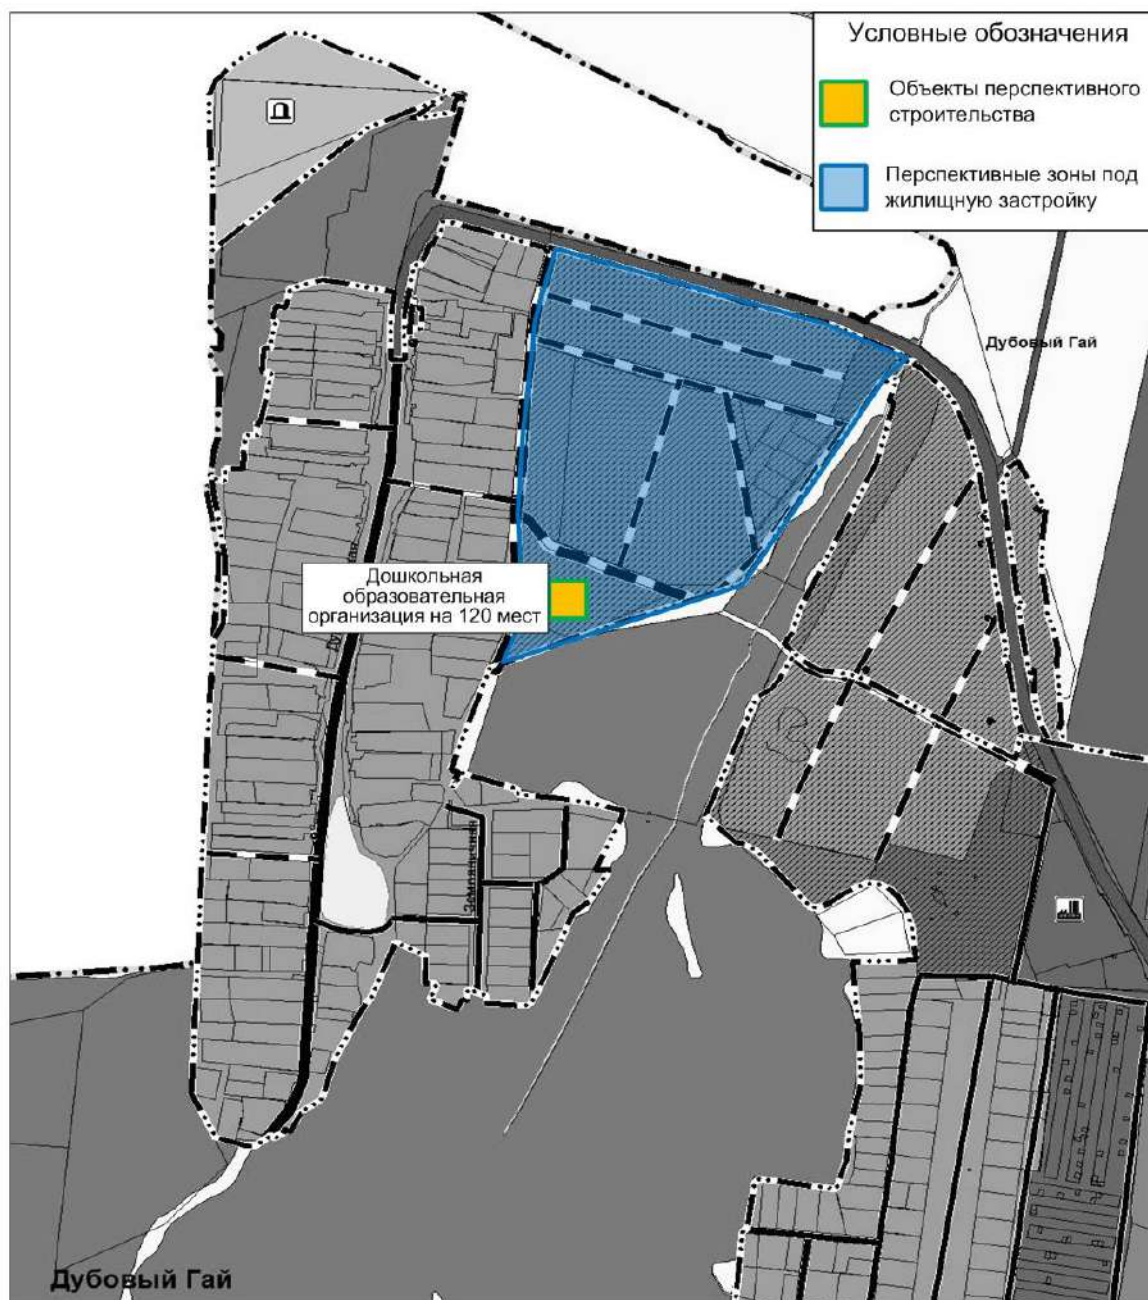 Условные обозначения
Объекты перспективного
строительства
Перспективные зоны под
жилищную застройку
Дубовый Гай
Дошкольная
образовательная
организация на 120 мест
Земляничная
Дубовый Гай